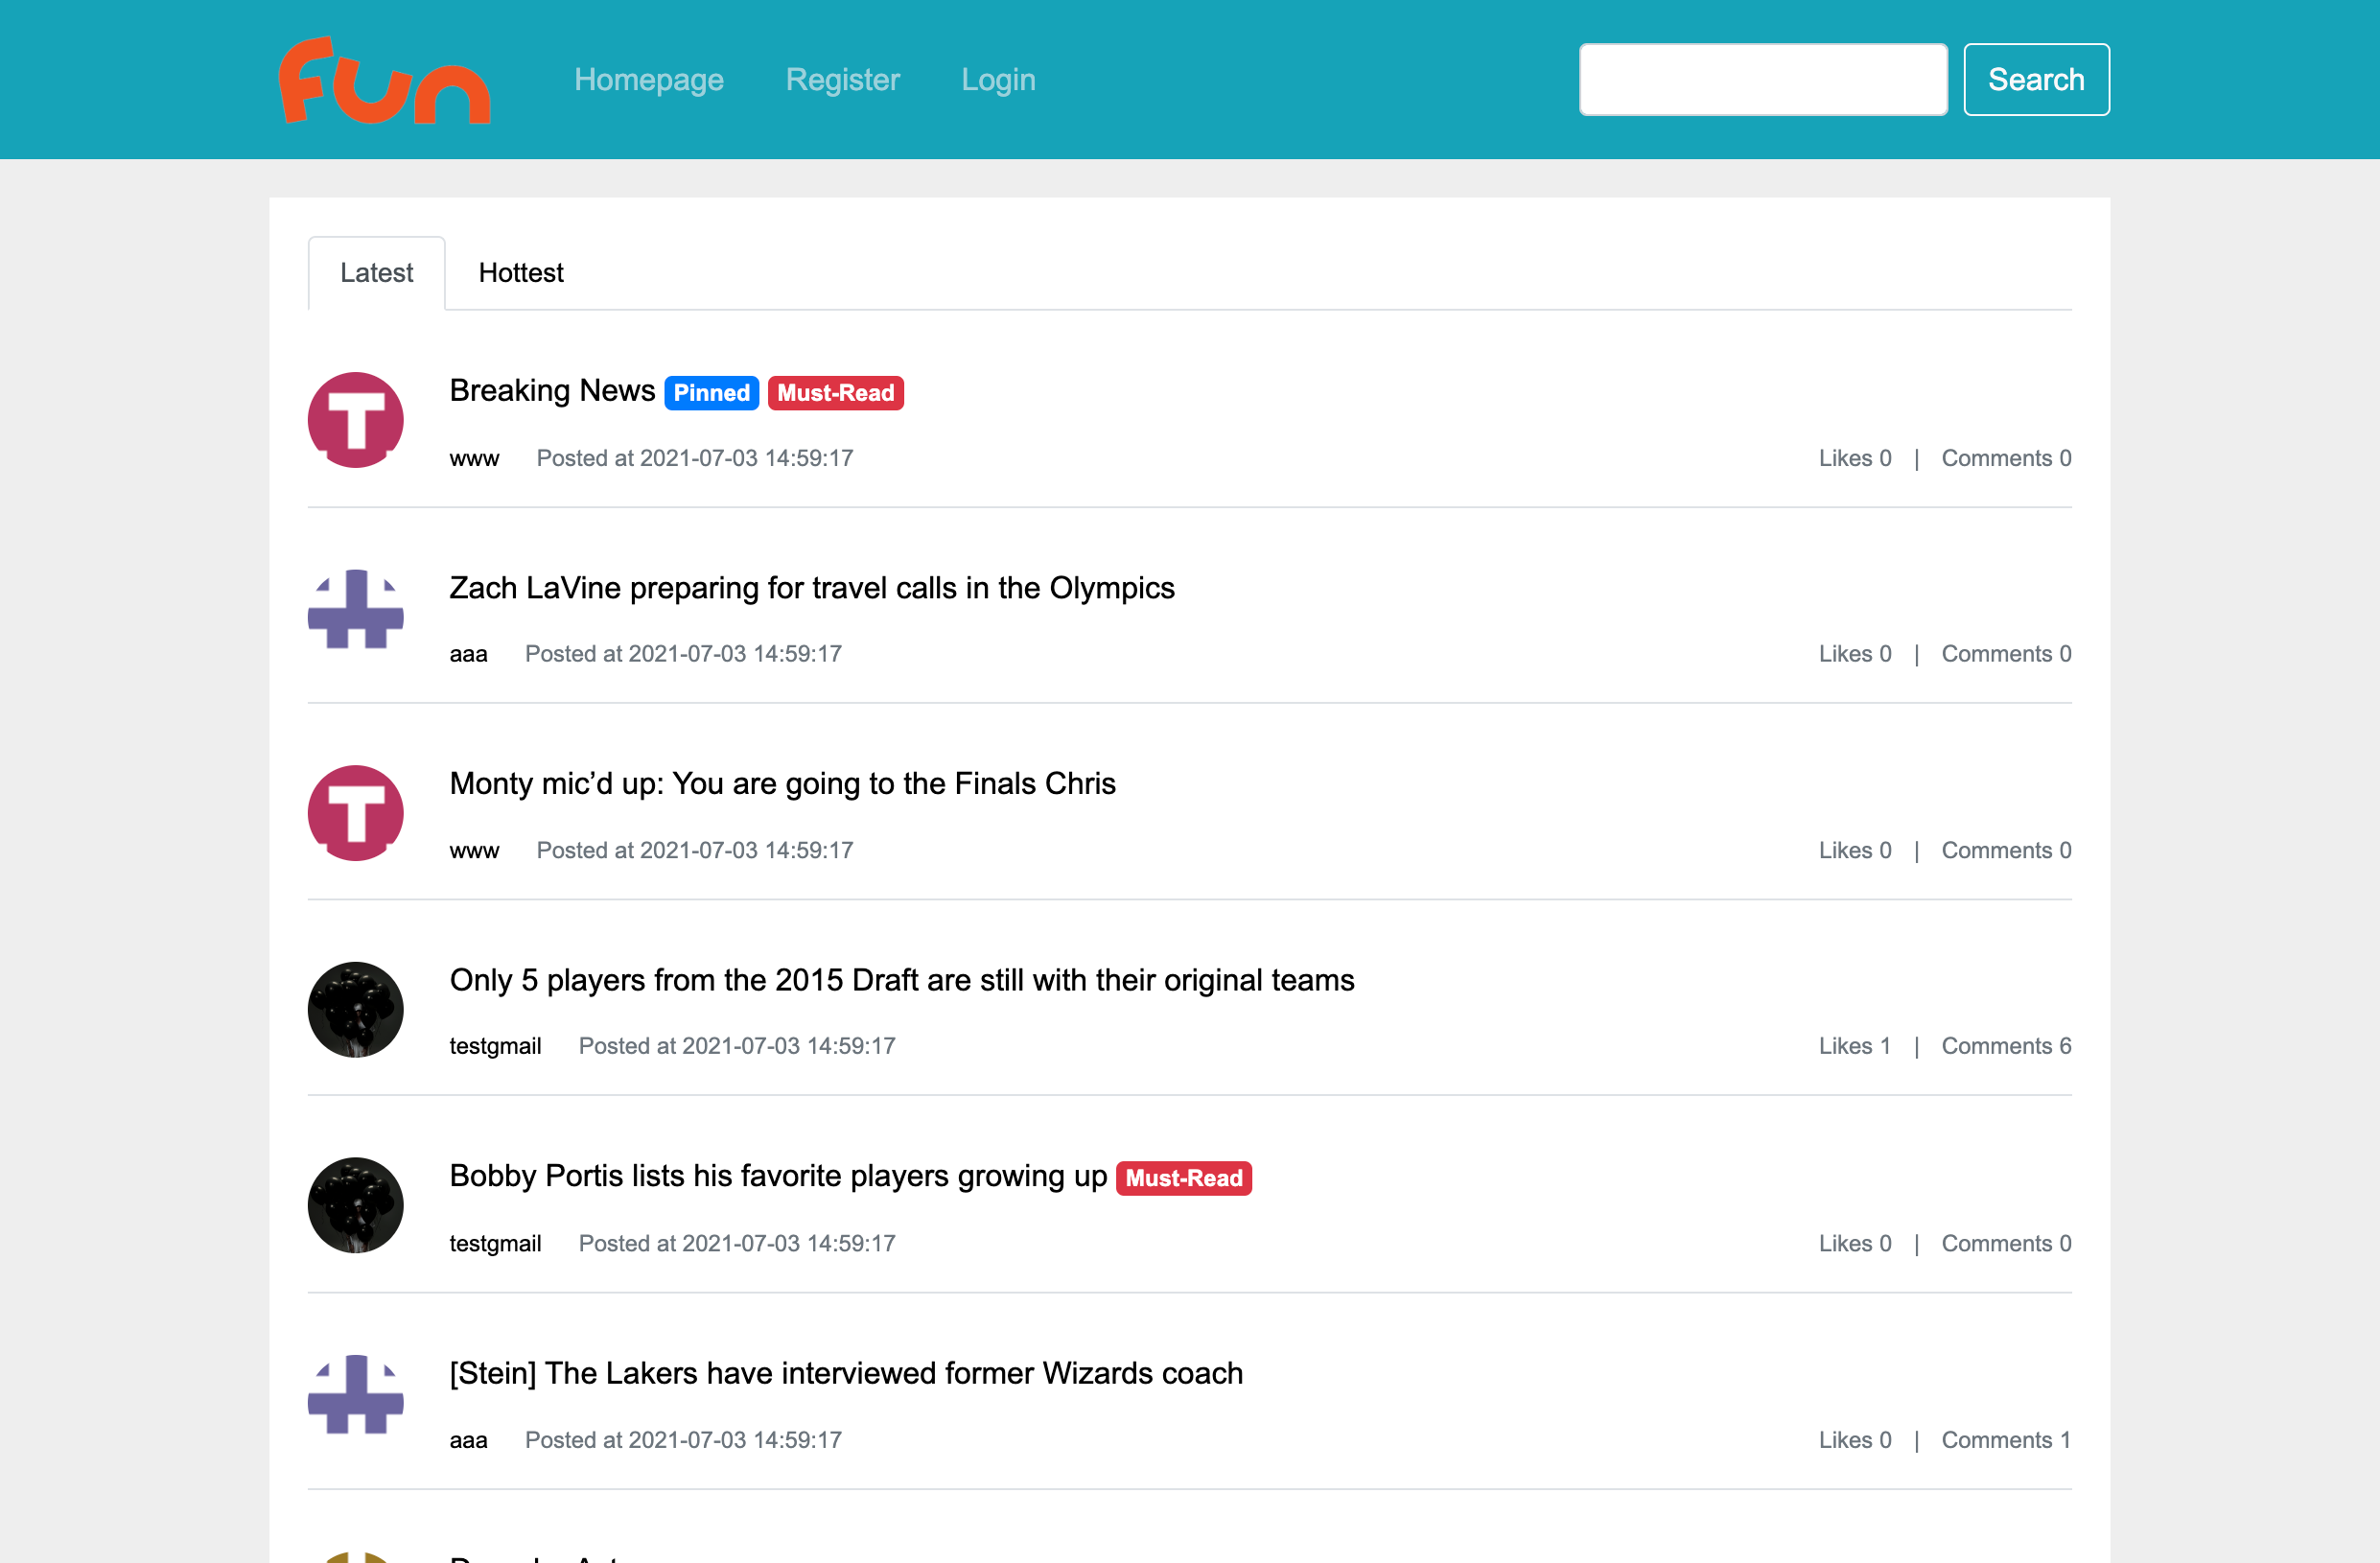 fun
Homepage Register Login Search
Latest Hottest
Breaking News Pinned Must-Read
www Posted at 2021-07-03 14:59:17 Likes 0 | Comments 0
Zach LaVine preparing for travel calls in the Olympics
aaa Posted at 2021-07-03 14:59:17 Likes 0 | Comments 0
Monty mic’d up: You are going to the Finals Chris
www Posted at 2021-07-03 14:59:17 Likes 0 | Comments 0
Only 5 players from the 2015 Draft are still with their original teams
testgmail Posted at 2021-07-03 14:59:17 Likes 1 | Comments 6
Bobby Portis lists his favorite players growing up Must-Read
testgmail Posted at 2021-07-03 14:59:17 Likes 0 | Comments 0
[Stein] The Lakers have interviewed former Wizards coach
aaa Posted at 2021-07-03 14:59:17 Likes 0 | Comments 1